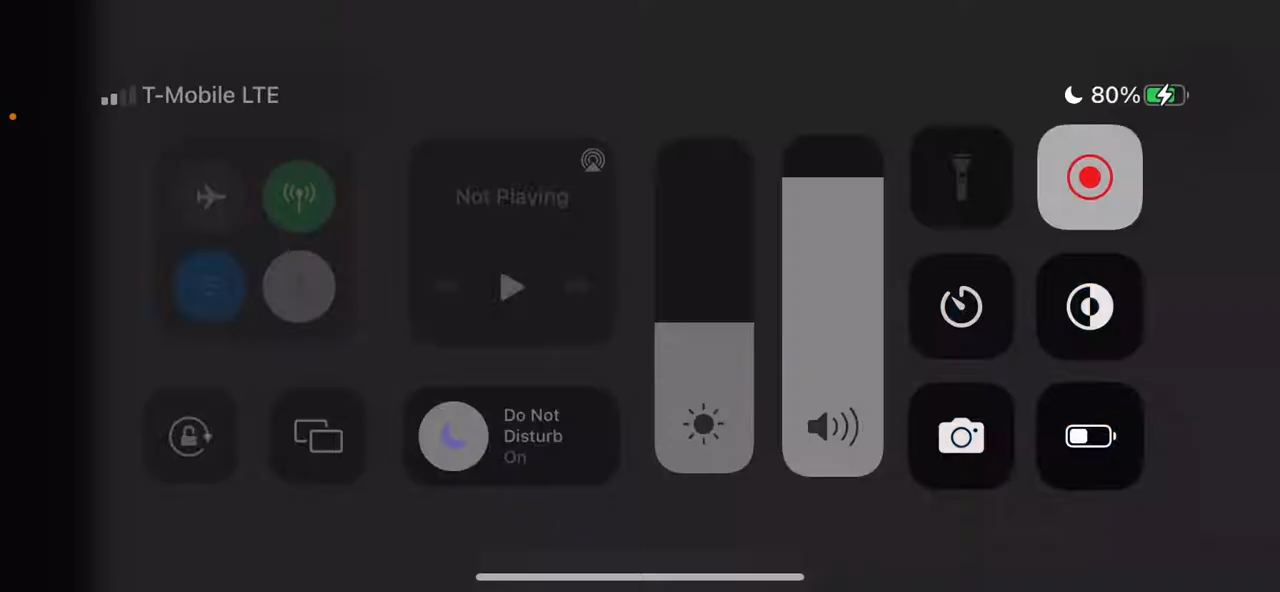 T-Mobile LTE
80%
Not Playing
Do Not
Disturb
On